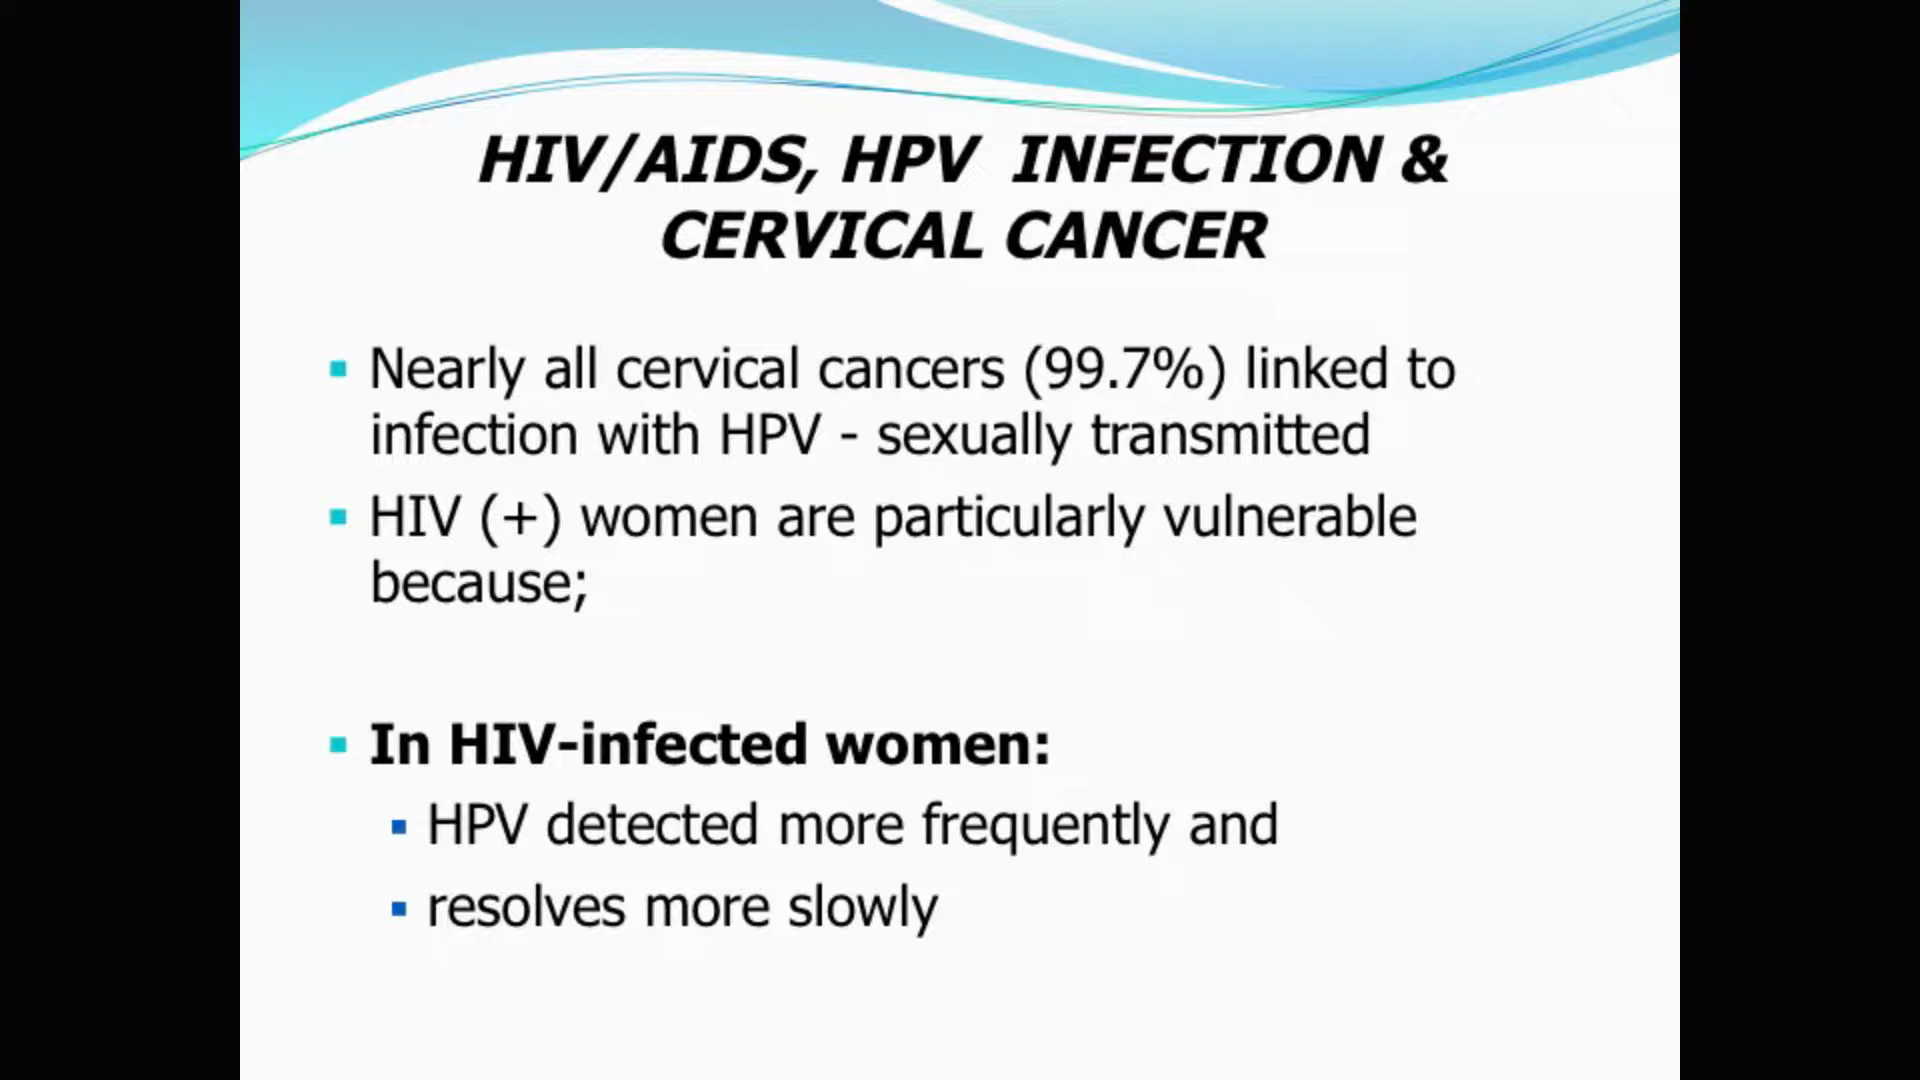 HIV/AIDS, HPV INFECTION &
CERVICAL CANCER
Nearly all cervical cancers (99.7%) linked to
infection with HPV - sexually transmitted
HIV (+) women are particularly vulnerable
because;
In HIV-infected women:
HPV detected more frequently and
resolves more slowly